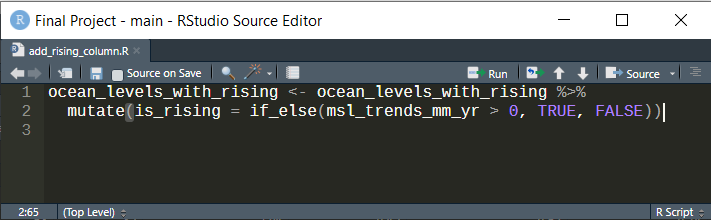 Final Project - main - RStudio Source Editor
add_rising_column.R
Source on Save Run Source
1 ocean_levels_with_rising <- ocean_levels_with_rising %>%
2 mutate(is_rising = if_else(msl_trends_mm_yr > 0, TRUE, FALSE))
3
2:65 (Top Level) R Script